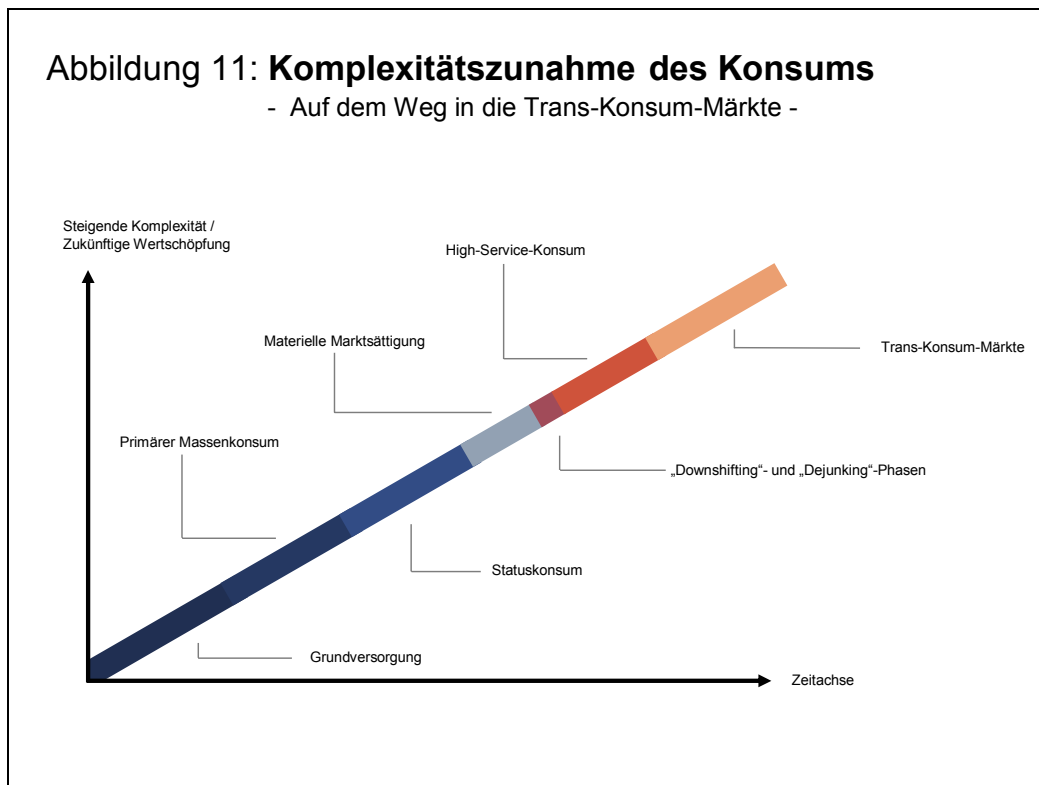 Abbildung 11: Komplexitätszunahme des Konsums
- Auf dem Weg in die Trans-Konsum-Märkte -
Steigende Komplexität /
Zukünftige Wertschöpfung
High-Service-Konsum
Materielle Marktsättigung
Trans-Konsum-Märkte
Primärer Massenkonsum
„Downshifting“- und „Dejunking“-Phasen
Statuskonsum
Grundversorgung
Zeitachse